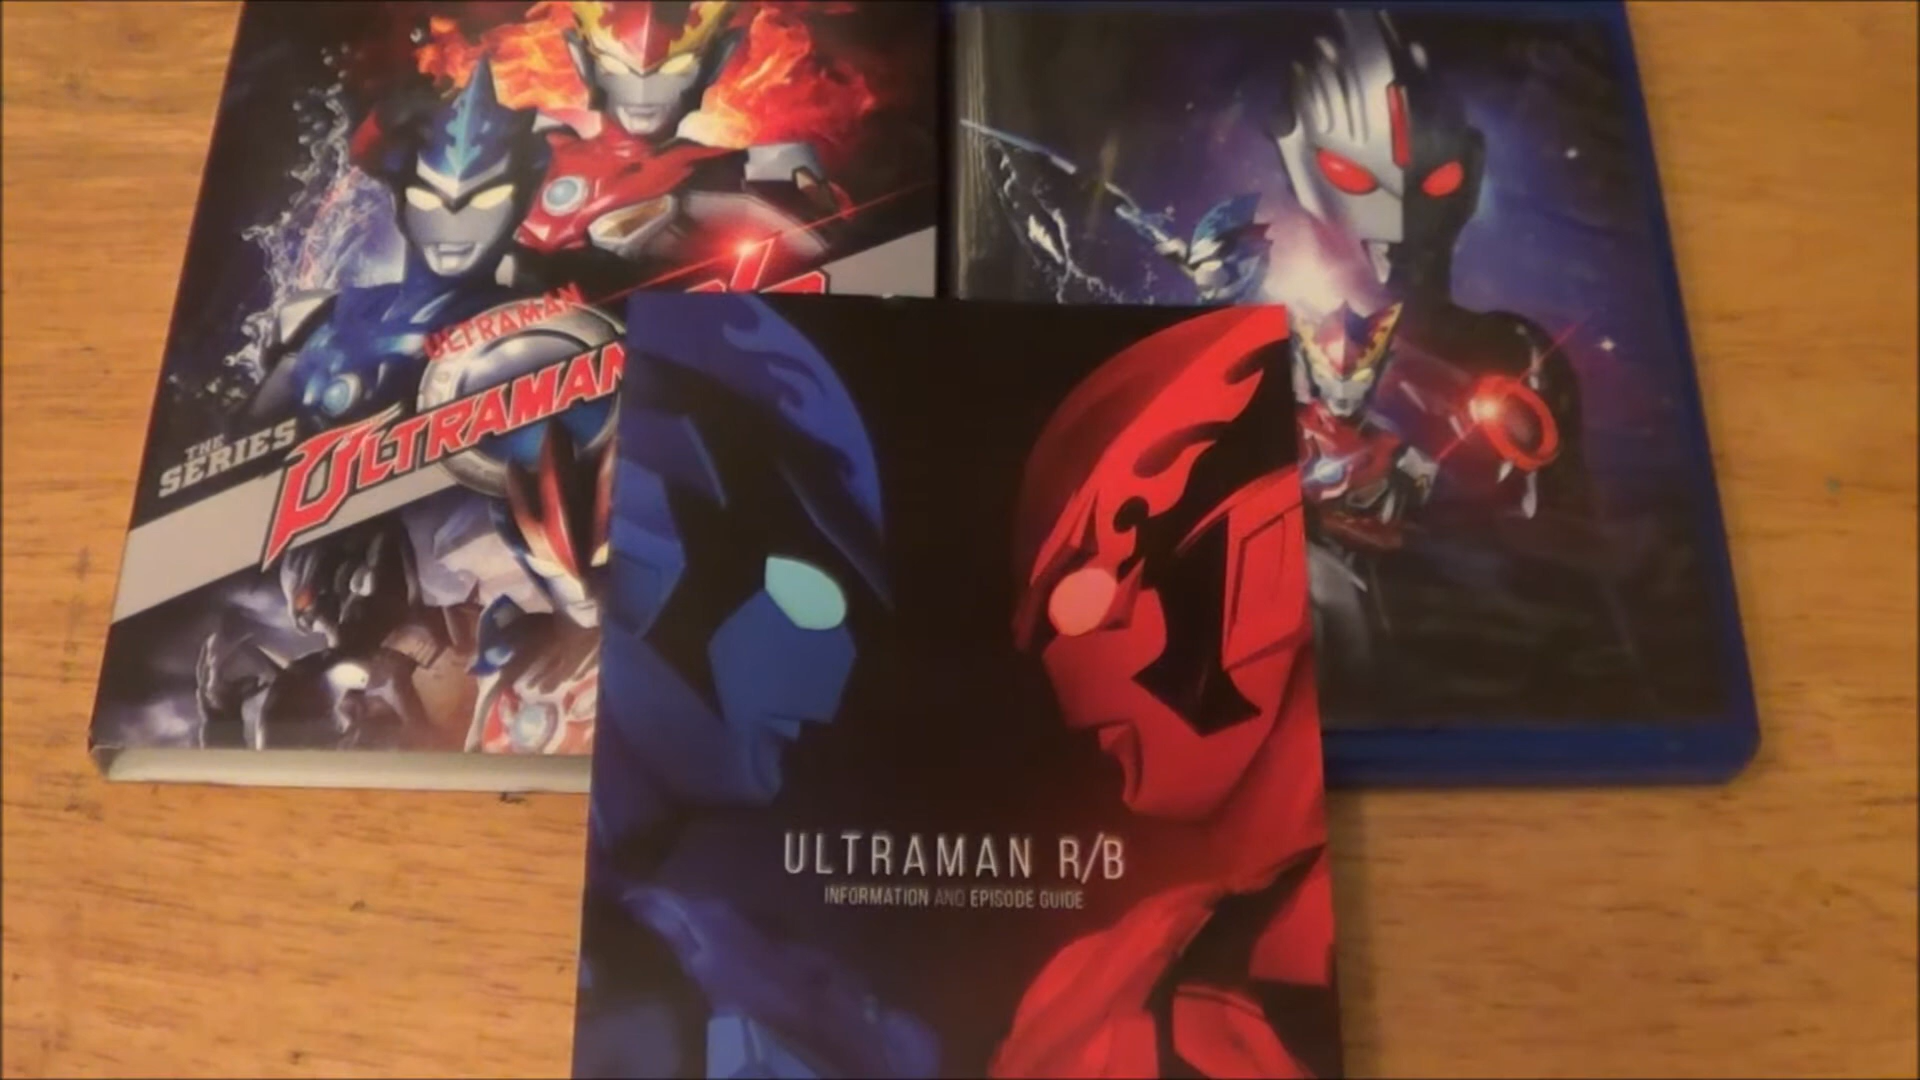 ULTRAMAN
THE
SERIES
ULTRAMAN
ULTRAMAN R/B
INFORMATION AND EPISODE GUIDE